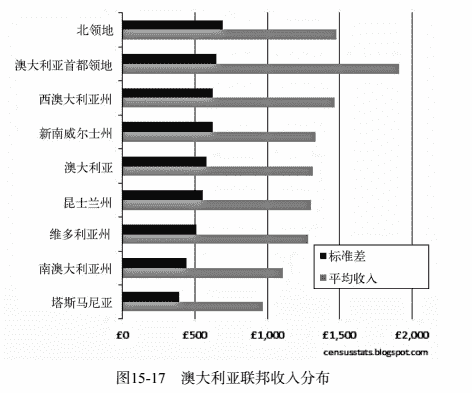 北领地
澳大利亚首都领地
西澳大利亚州
新南威尔士州
澳大利亚
昆士兰州
维多利亚州
南澳大利亚州
塔斯马尼亚
标准差
平均收入
£0 £500 £1,000 £1,500 £2,000
censusstats.blogspot.com
图15-17 澳大利亚联邦收入分布